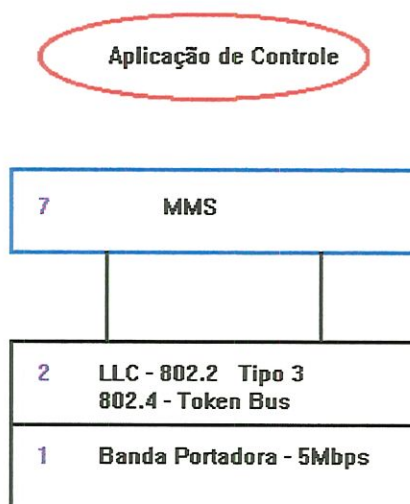 Aplicação de Controle
7 MMS
2 LLC - 802.2 Tipo 3
802.4 - Token Bus
1 Banda Portadora - 5Mbps